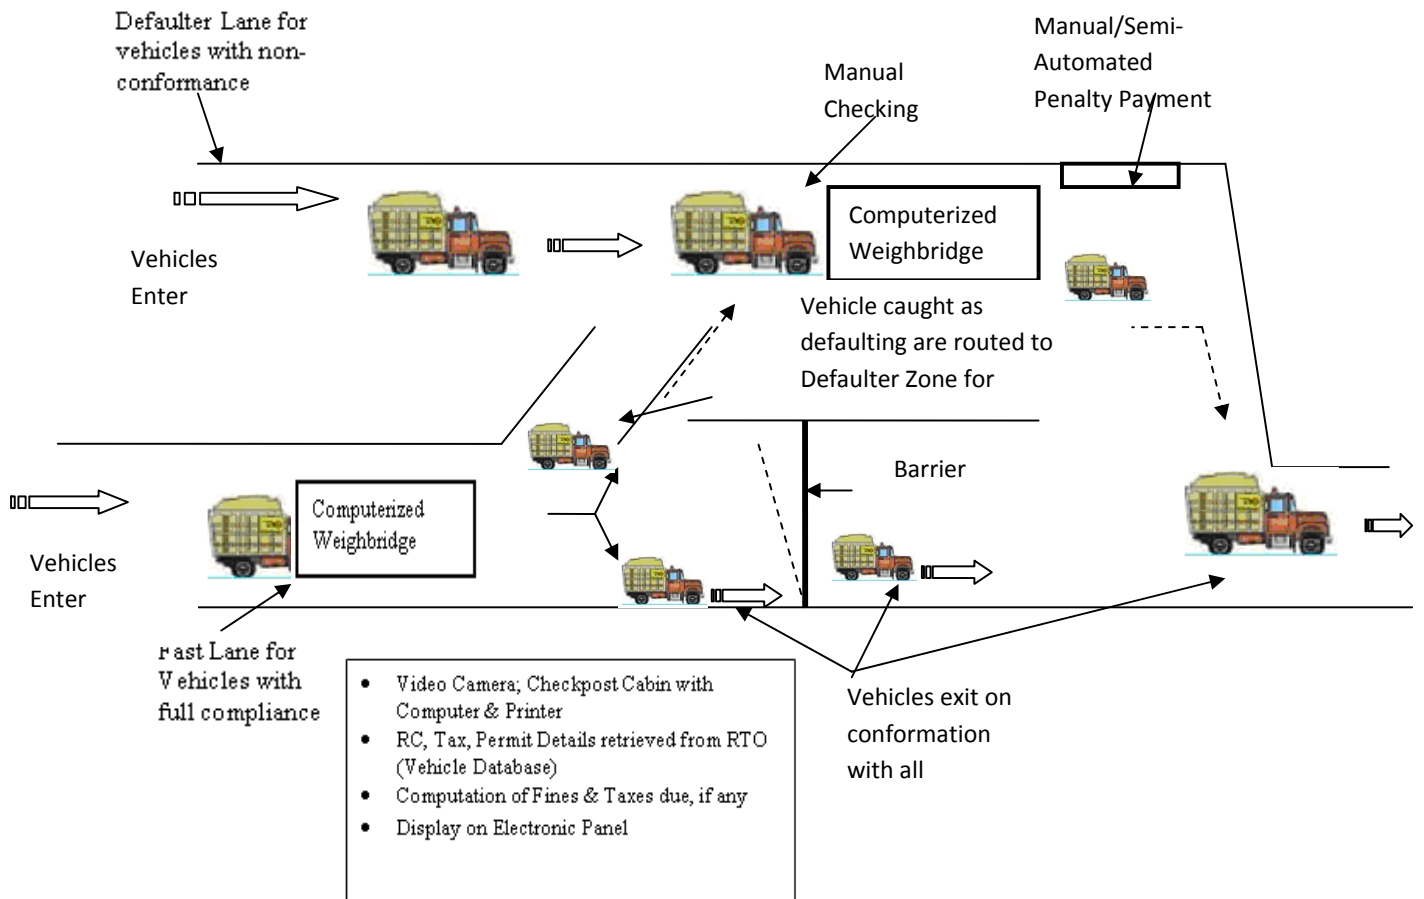 Defaulter Lane for
vehicles with non-
conformance
Manual/Semi-
Automated
Penalty Payment
Manual
Checking
Computerized
Weighbridge
Vehicles
Enter
Vehicle caught as
defaulting are routed to
Defaulter Zone for
Barrier
Computerized
Weighbridge
Vehicles
Enter
Fast Lane for
Vehicles with
full compliance
• Video Camera; Checkpost Cabin with
Computer & Printer
• RC, Tax, Permit Details retrieved from RTO
(Vehicle Database)
• Computation of Fines & Taxes due, if any
• Display on Electronic Panel
Vehicles exit on
conformation
with all